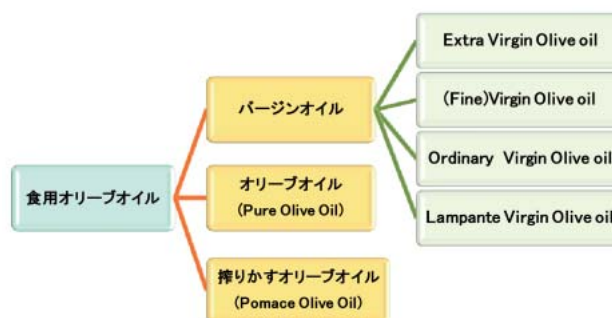 食用オリーブオイル
バージンオイル
オリーブオイル
(Pure Olive Oil)
搾りかすオリーブオイル
(Pomace Olive Oil)
Extra Virgin Olive oil
(Fine)Virgin Olive oil
Ordinary Virgin Olive oil
Lampante Virgin Olive oil